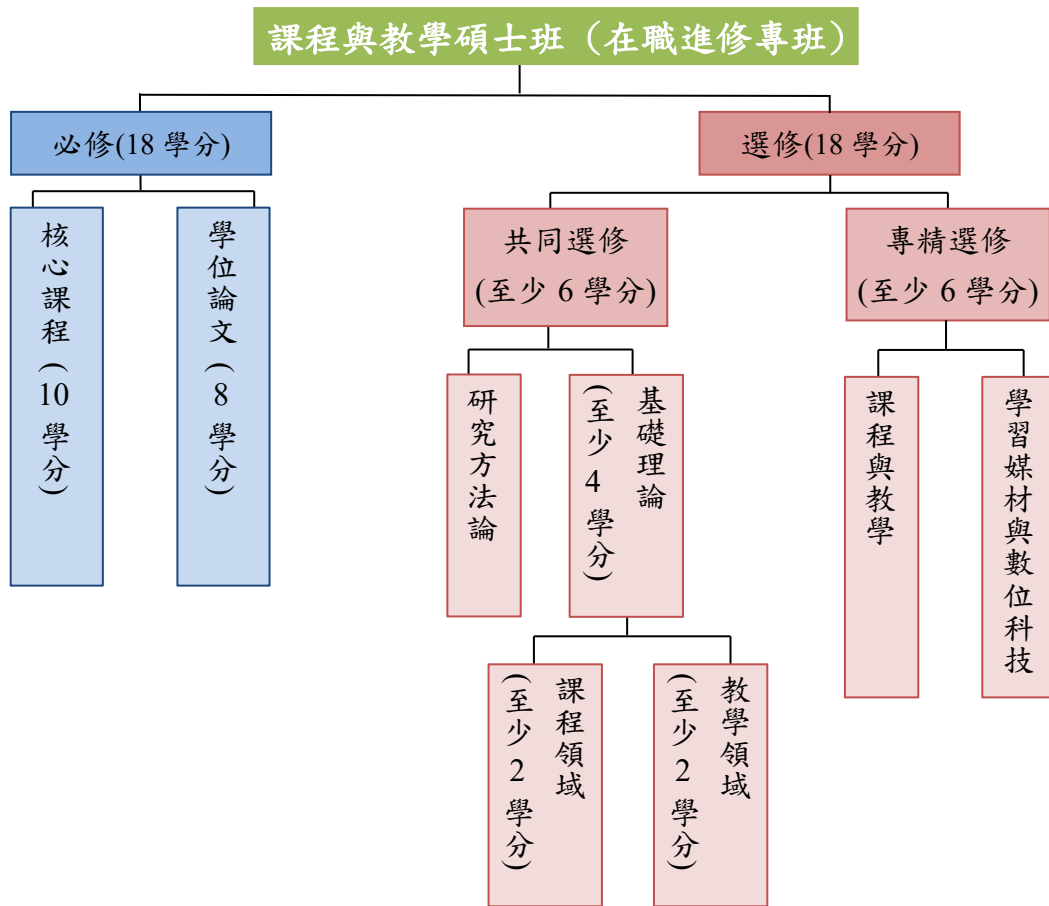 課程與教學碩士班（在職進修專班）
必修(18 學分)
選修(18 學分)
核心課程(10學分)
學位論文(8學分)
共同選修
(至少 6 學分)
專精選修
(至少 6 學分)
研究方法論
基礎理論
(至少4學分)
課程與教學
學習媒材與數位科技
課程領域
(至少2學分)
教學領域
(至少2學分)